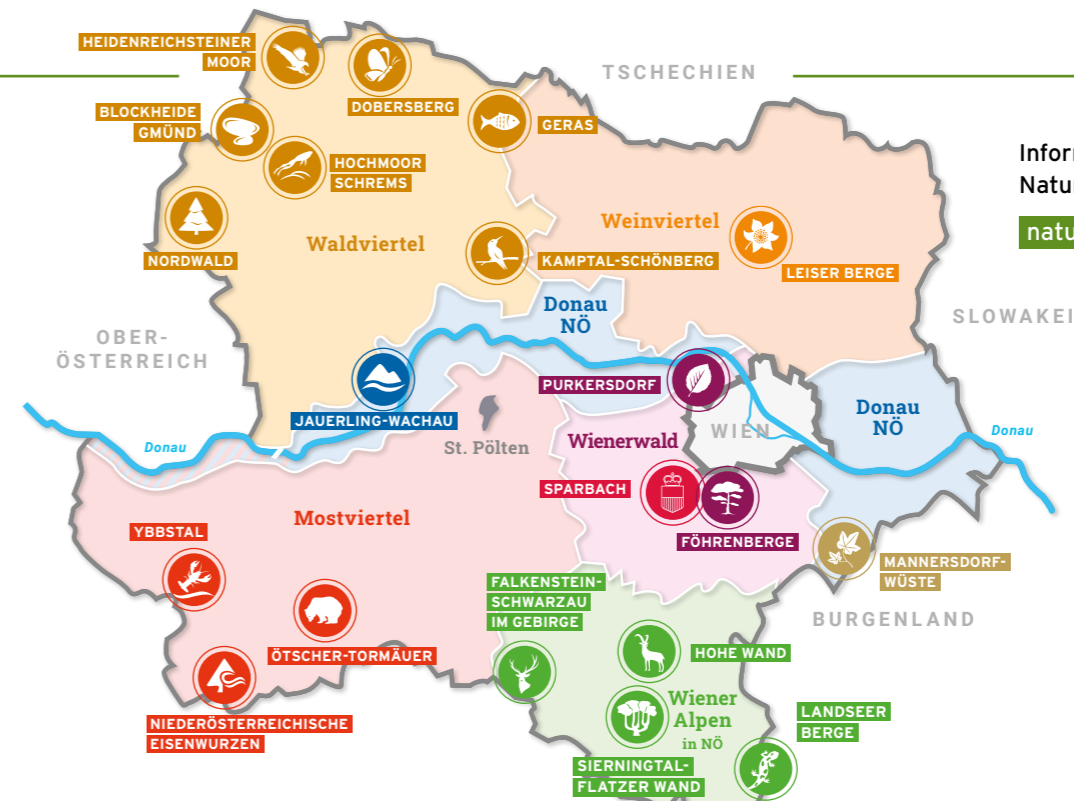 HEIDENREICHSTEINER
MOOR
TSCHECHIEN
DOBERSBERG
BLOCKHEIDE
GMÜND
GERAS
HOCHMOOR
SCHREMS
Weinviertel
Waldviertel
NORDWALD
KAMPTAL-SCHÖNBERG
LEISER BERGE
Donau
NÖ
SLOWAKEI
OBER-
ÖSTERREICH
PURKERSDORF
JAUERLING-WACHAU
Donau
NÖ
WIEN
Wienerwald
St. Pölten
Donau
Donau
SPARBACH
Mostviertel
YBBSTAL
FÖHRENBERGE
MANNERSDORF-
WÜSTE
FALKENSTEIN-
SCHWARZAU
IM GEBIRGE
BURGENLAND
ÖTSCHER-TORMÄUER
HOHE WAND
Wiener
Alpen
in NÖ
NIEDERÖSTERREICHISCHE
EISENWURZEN
LANDSEER
BERGE
SIERNINGTAL-
FLATZER WAND